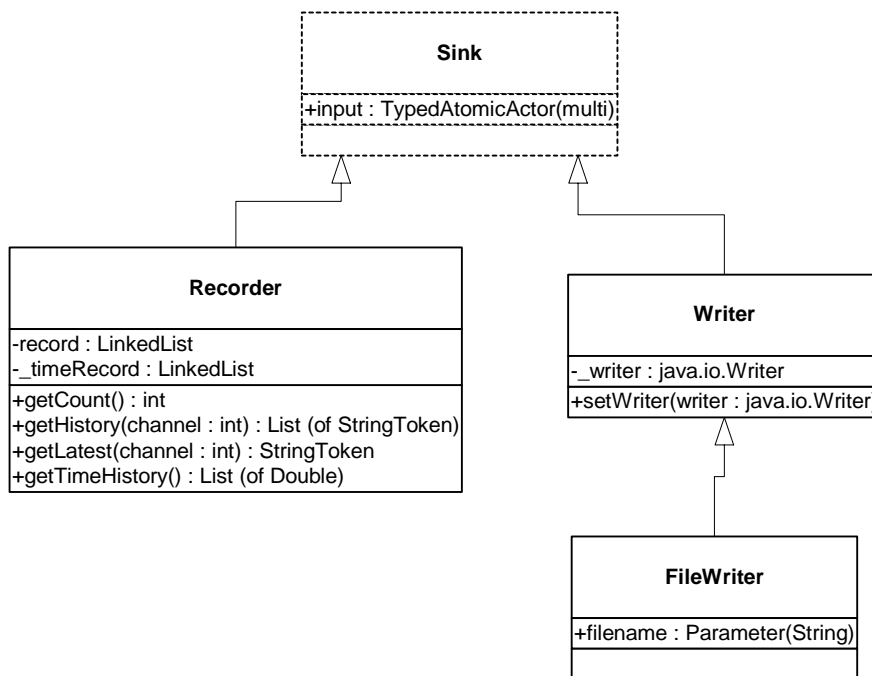 Sink
+input : TypedAtomicActor(multi)
Recorder
-record : LinkedList
-_timeRecord : LinkedList
+getCount() : int
+getHistory(channel : int) : List (of StringToken)
+getLatest(channel : int) : StringToken
+getTimeHistory() : List (of Double)
Writer
-_writer : java.io.Writer
+setWriter(writer : java.io.Writer)
FileWriter
+filename : Parameter(String)